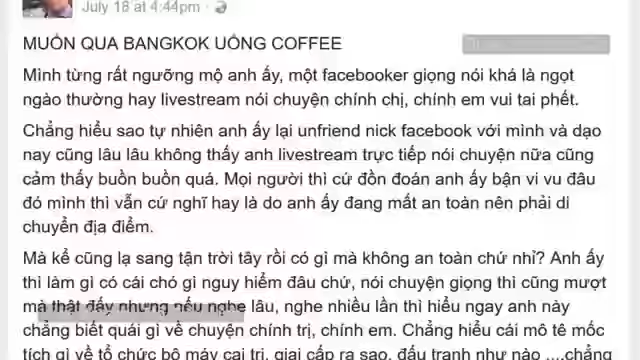 July 18 at 4:44pm ·
MUỐN QUA BANGKOK UỐNG COFFEE
Mình từng rất ngưỡng mộ anh ấy, một facebooker giọng nói khá là ngọt
ngào thường hay livestream nói chuyện chính chị, chính em vui tai phết.
Chẳng hiểu sao tự nhiên anh ấy lại unfriend nick facebook với mình và dạo
nay cũng lâu lâu không thấy anh livestream trực tiếp nói chuyện nữa cũng
cảm thấy buồn buồn quá. Mọi người thì cứ đồn đoán anh ấy bận vi vu đâu
đó mình thì vẫn cứ nghĩ hay là do anh ấy đang mất an toàn nên phải di
chuyển địa điểm.
Mà kể cũng lạ sang tận trời tây rồi có gì mà không an toàn chứ nhỉ? Anh ấy
thì làm gì có cái chó gì nguy hiểm đâu chứ, nói chuyện giọng thì cũng mượt
mà thật đấy nhưng nếu nghe lâu, nghe nhiều lần thì hiểu ngay anh này
chẳng biết quái gì về chuyện chính trị, chính em. Chẳng hiểu cái mô tê mốc
tích gì về tổ chức bộ máy cai trị, giai cấp ra sao, đấu tranh như nào ....chẳng